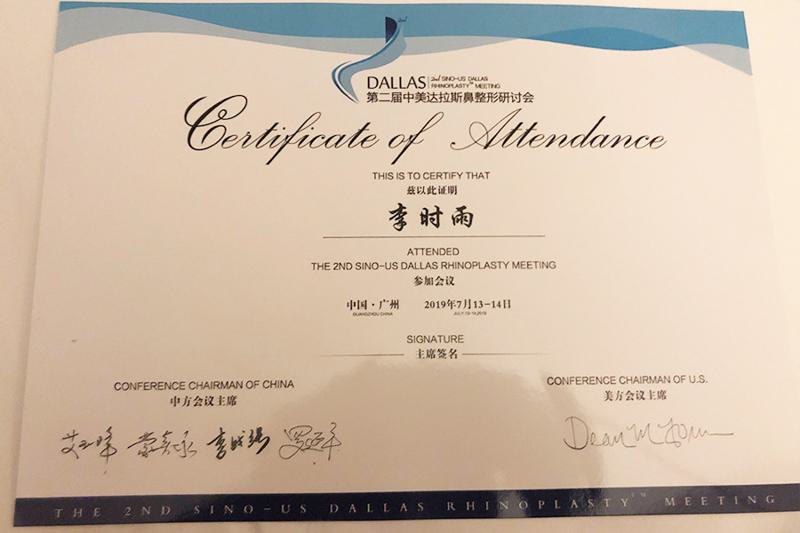 2nd
DALLAS
2nd SINO-US DALLAS
RHINOPLASTY™ MEETING
第二届中美达拉斯鼻整形研讨会
Certificate of Attendance
THIS IS TO CERTIFY THAT
兹以此证明
李时雨
ATTENDED
THE 2ND SINO-US DALLAS RHINOPLASTY MEETING
参加会议
中国·广州 2019年7月13-14日
GUANGZHOU CHINA JULY,13-14,2019
SIGNATURE
主席签名
CONFERENCE CHAIRMAN OF CHINA
中方会议主席
CONFERENCE CHAIRMAN OF U.S.
美方会议主席
Dean M
THE 2ND SINO-US DALLAS RHINOPLASTY™ MEETING